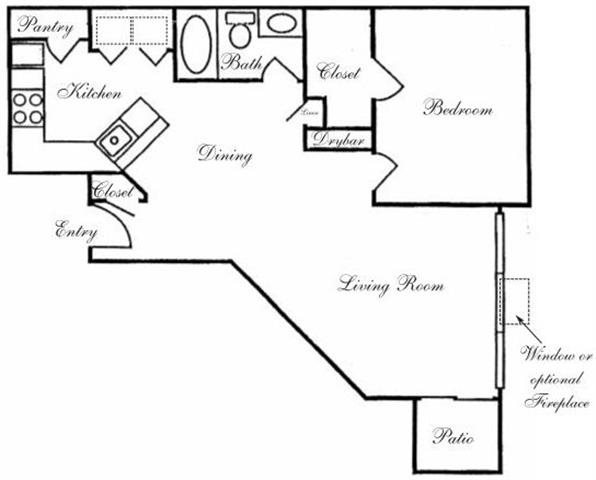 Pantry
Bath
Closet
Kitchen
Linen
Bedroom
Drybar
Dining
Closet
Entry
Living Room
Window or
optional
Fireplace
Patio